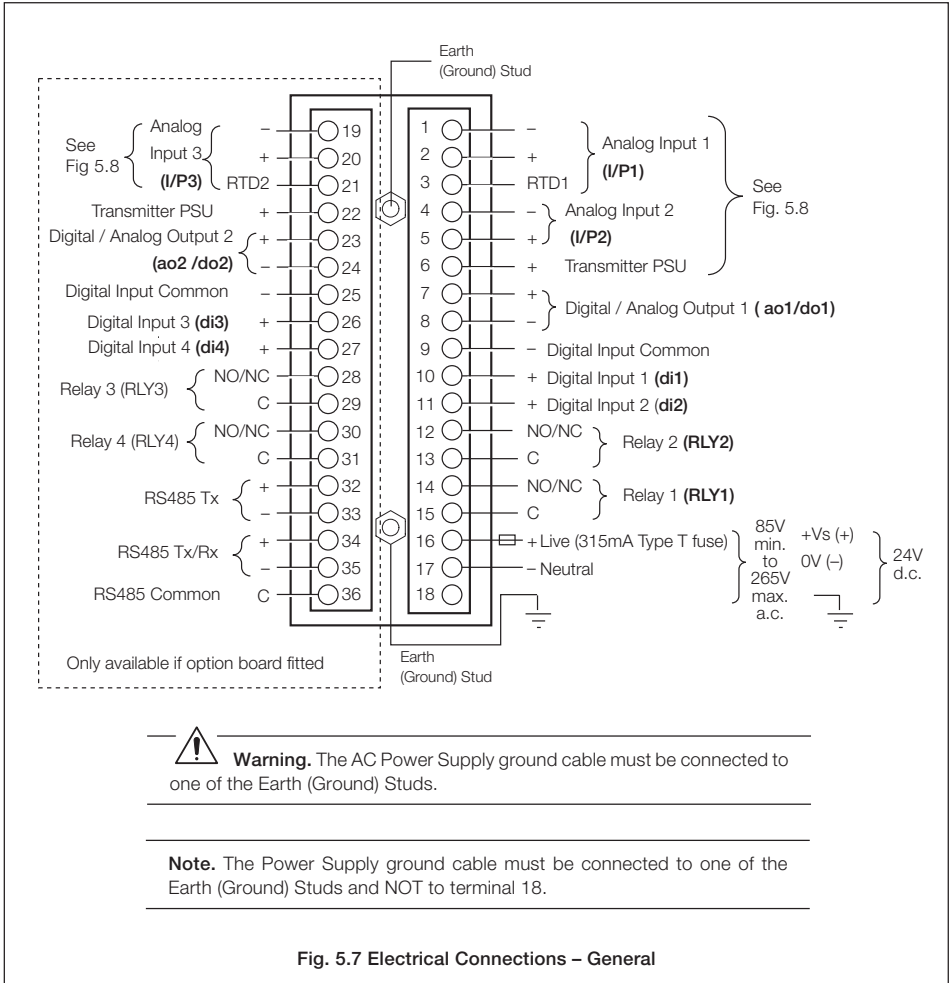 Earth
(Ground) Stud
See
Fig 5.8
Analog
Input 3
(I/P3)
– 19
+ 20
RTD2 21
Transmitter PSU + 22
Digital / Analog Output 2
(ao2 /do2)
+ 23
– 24
Digital Input Common – 25
Digital Input 3 (di3) + 26
Digital Input 4 (di4) + 27
Relay 3 (RLY3)
NO/NC 28
C 29
Relay 4 (RLY4)
NO/NC 30
C 31
RS485 Tx
+ 32
– 33
RS485 Tx/Rx
+ 34
– 35
RS485 Common C 36
Only available if option board fitted
1 –
2 +
3 RTD1
Analog Input 1
(I/P1)
4 –
5 +
Analog Input 2
(I/P2)
6 + Transmitter PSU
See
Fig. 5.8
7 +
8 –
Digital / Analog Output 1 ( ao1/do1)
9 – Digital Input Common
10 + Digital Input 1 (di1)
11 + Digital Input 2 (di2)
12 NO/NC
13 C
Relay 2 (RLY2)
14 NO/NC
15 C
Relay 1 (RLY1)
16 + Live (315mA Type T fuse)
17 – Neutral
18
85V
min.
to
265V
max.
a.c.
+Vs (+)
0V (–)
24V
d.c.
Earth
(Ground) Stud
Warning. The AC Power Supply ground cable must be connected to
one of the Earth (Ground) Studs.
Note. The Power Supply ground cable must be connected to one of the
Earth (Ground) Studs and NOT to terminal 18.
Fig. 5.7 Electrical Connections – General